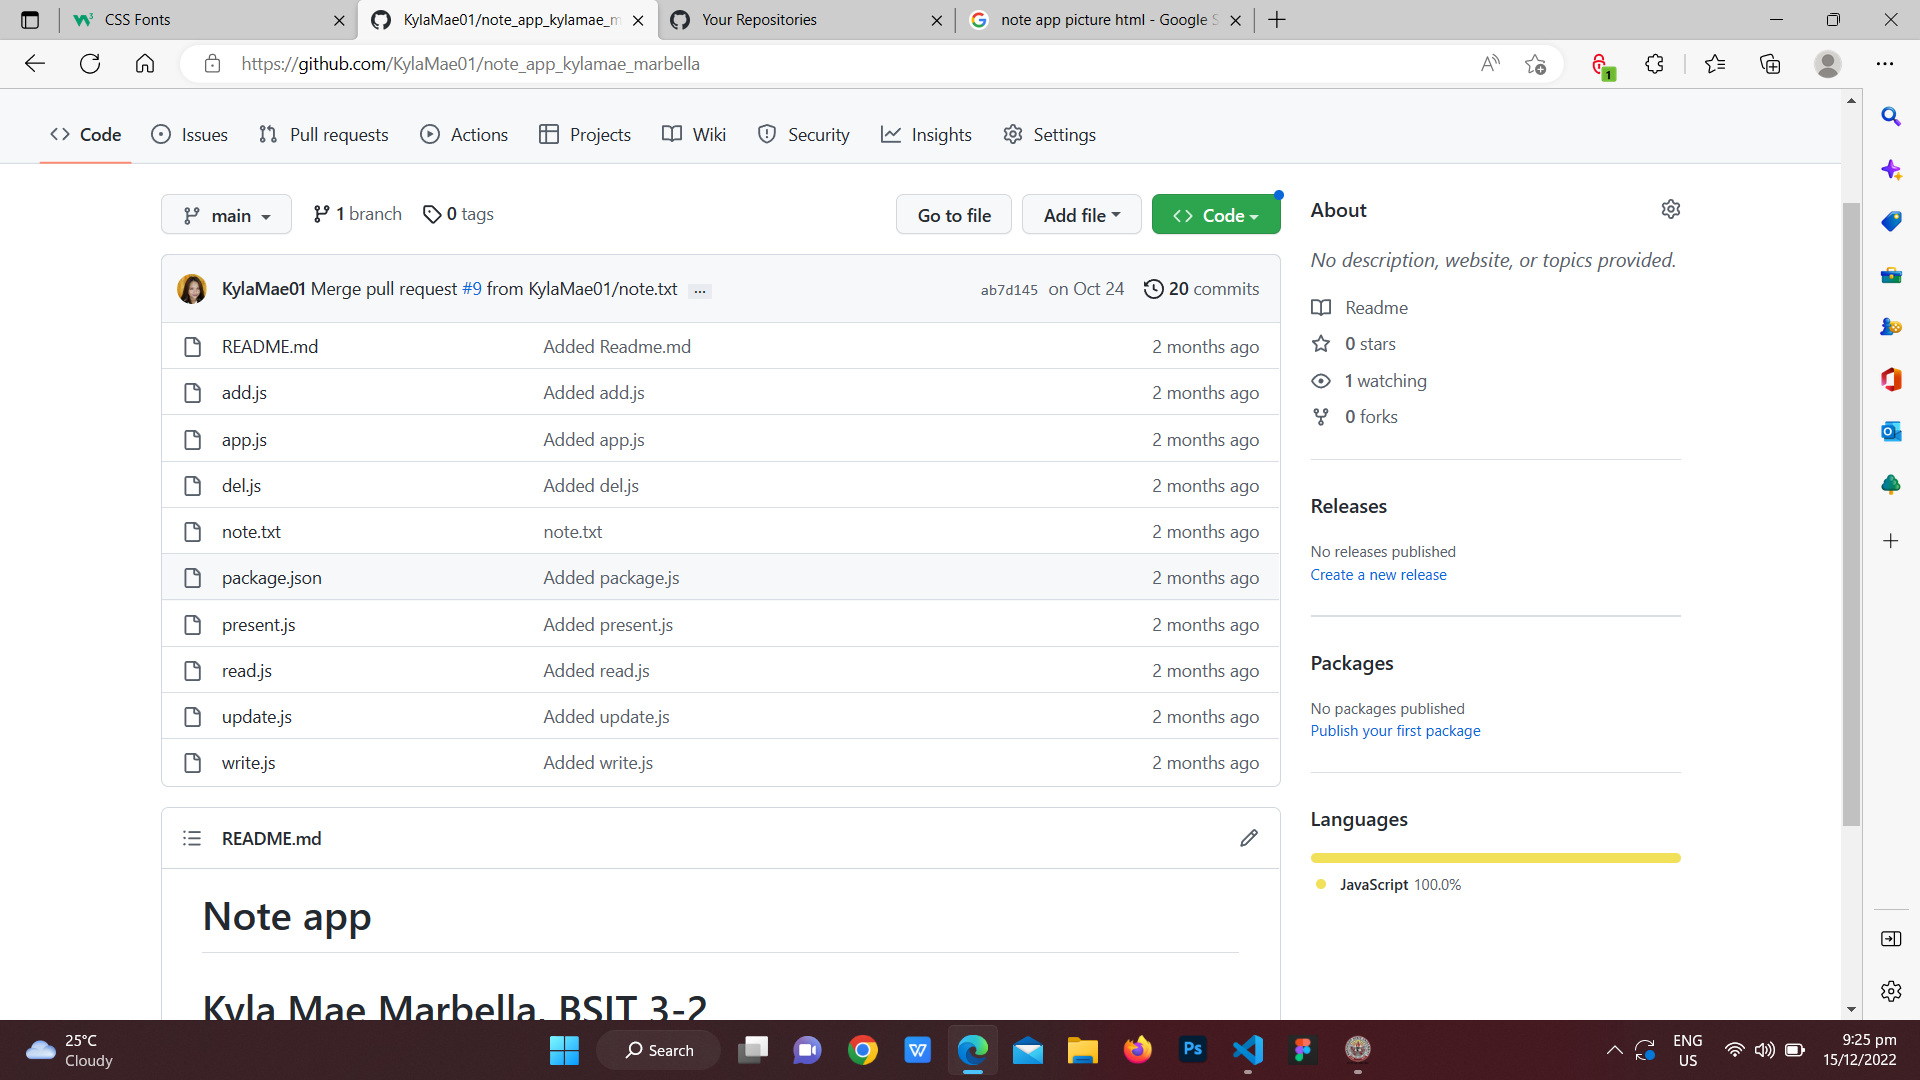 CSS Fonts
KylaMae01/note_app_kylamae_m
Your Repositories
note app picture html - Google S
https://github.com/KylaMae01/note_app_kylamae_marbella
1
Code
Issues
Pull requests
Actions
Projects
Wiki
Security
Insights
Settings
main
1 branch
0 tags
Go to file
Add file
Code
KylaMae01 Merge pull request #9 from KylaMae01/note.txt ...
ab7d145 on Oct 24
20 commits
README.md Added Readme.md 2 months ago
add.js Added add.js 2 months ago
app.js Added app.js 2 months ago
del.js Added del.js 2 months ago
note.txt note.txt 2 months ago
package.json Added package.js 2 months ago
present.js Added present.js 2 months ago
read.js Added read.js 2 months ago
update.js Added update.js 2 months ago
write.js Added write.js 2 months ago
README.md
Note app
Kyla Mae Marbella, BSIT 3-2
About
No description, website, or topics provided.
Readme
0 stars
1 watching
0 forks
Releases
No releases published
Create a new release
Packages
No packages published
Publish your first package
Languages
JavaScript 100.0%
25°C
Cloudy
Search
Ps
ENG
US
9:25 pm
15/12/2022